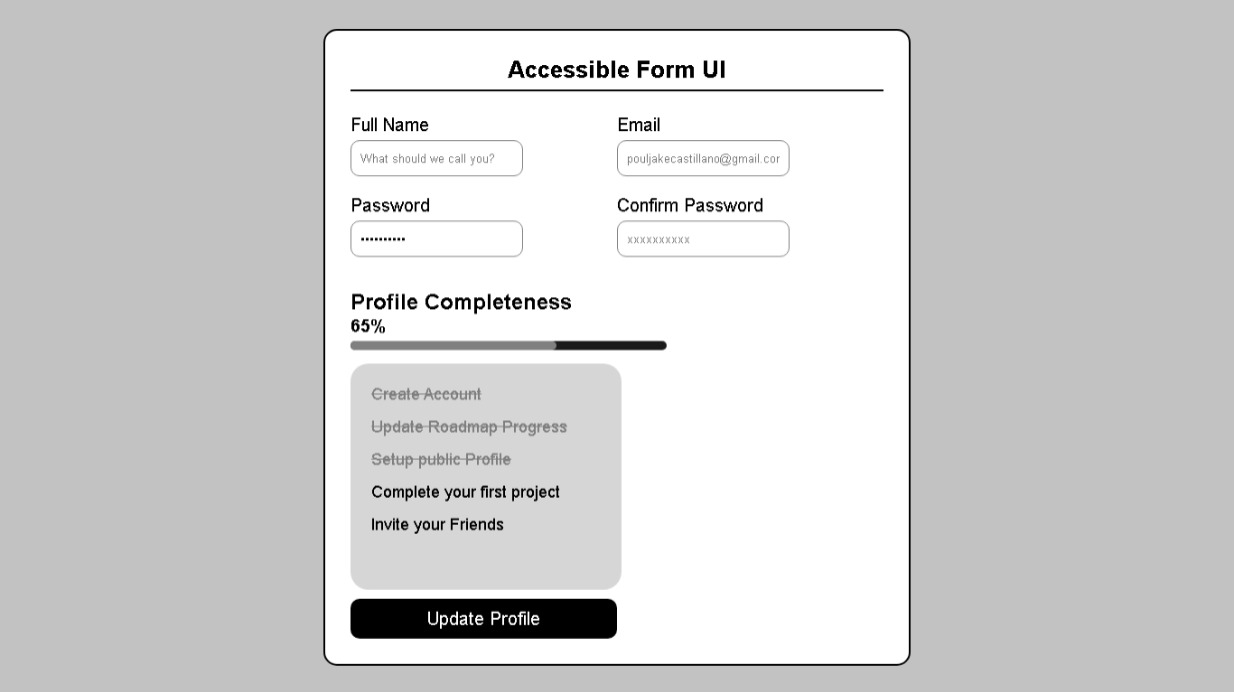 Accessible Form UI
Full Name
Email
What should we call you?
pouljakecastillano@gmail.cor
Password
Confirm Password
••••••••••
xxxxxxxxxx
Profile Completeness
65%
Create Account
Update Roadmap Progress
Setup public Profile
Complete your first project
Invite your Friends
Update Profile